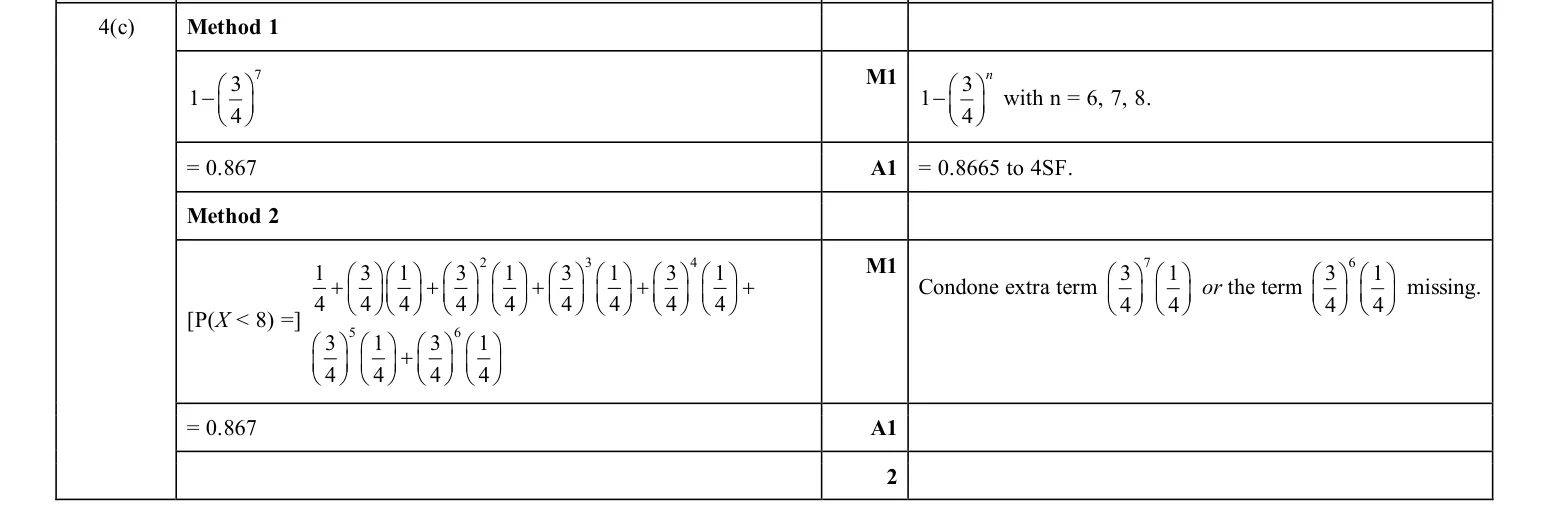 4(c) Method 1
1 − (3/4)^7 M1 1 − (3/4)^n with n = 6, 7, 8.
= 0.867 A1 = 0.8665 to 4SF.
Method 2
[P(X < 8) =] 1/4 + (3/4)(1/4) + (3/4)^2(1/4) + (3/4)^3(1/4) + (3/4)^4(1/4) +
(3/4)^5(1/4) + (3/4)^6(1/4)
M1 Condone extra term (3/4)^7(1/4) or the term (3/4)^6(1/4) missing.
= 0.867 A1
2